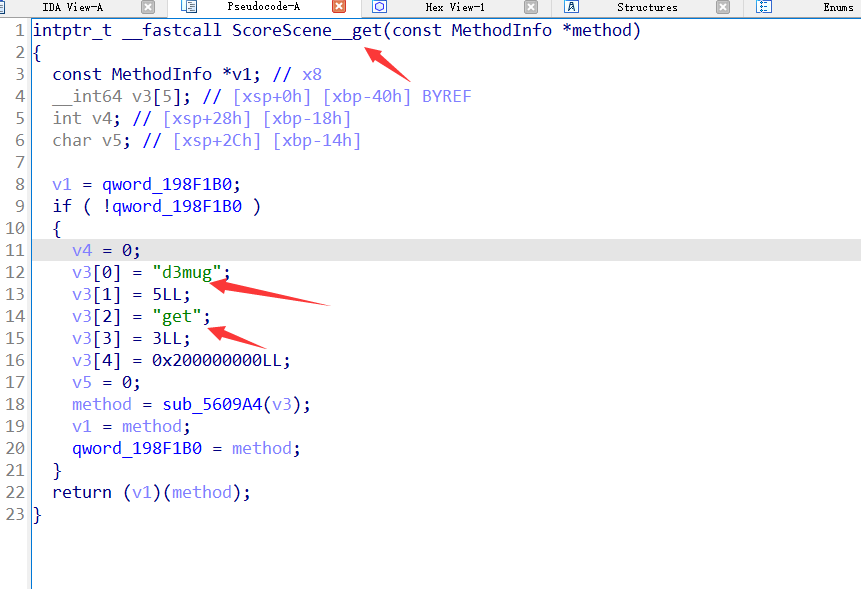 IDA View-A Pseudocode-A Hex View-1 Structures Enums
1 intptr_t __fastcall ScoreScene__get(const MethodInfo *method)
2 {
3 const MethodInfo *v1; // x8
4 __int64 v3[5]; // [xsp+0h] [xbp-40h] BYREF
5 int v4; // [xsp+28h] [xbp-18h]
6 char v5; // [xsp+2Ch] [xbp-14h]
7
8 v1 = qword_198F1B0;
9 if ( !qword_198F1B0 )
10 {
11 v4 = 0;
12 v3[0] = "d3mug";
13 v3[1] = 5LL;
14 v3[2] = "get";
15 v3[3] = 3LL;
16 v3[4] = 0x200000000LL;
17 v5 = 0;
18 method = sub_5609A4(v3);
19 v1 = method;
20 qword_198F1B0 = method;
21 }
22 return (v1)(method);
23 }